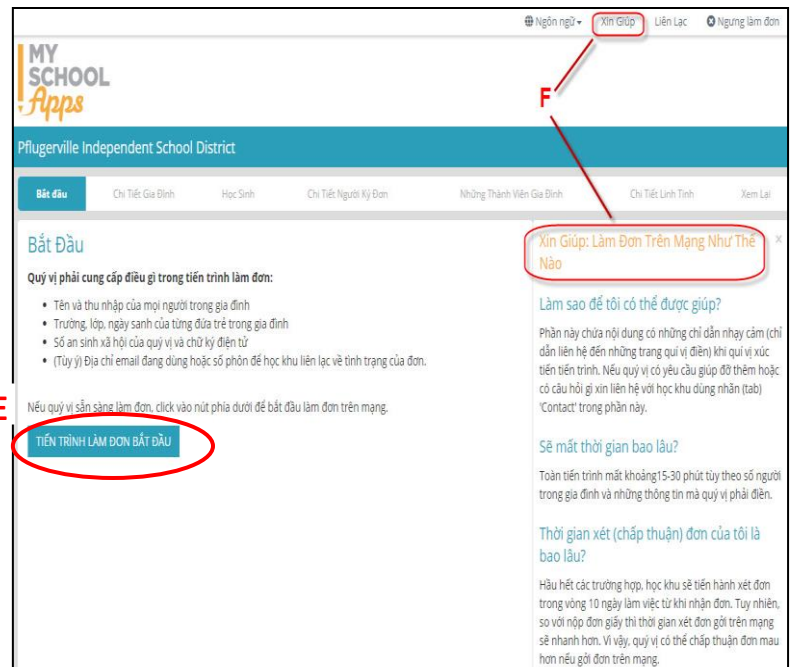 Ngôn ngữ Xin Giúp Liên Lạc Ngưng làm đơn
MY
SCHOOL
Apps
F
Pflugerville Independent School District
Bắt đầu Chi Tiết Gia Đình Học Sinh Chi Tiết Người Ký Đơn Những Thành Viên Gia Đình Chi Tiết Linh Tinh Xem Lại
Bắt Đầu
Quý vị phải cung cấp điều gì trong tiến trình làm đơn:
• Tên và thu nhập của mọi người trong gia đình
• Trường, lớp, ngày sanh của từng đứa trẻ trong gia đình
• Số an sinh xã hội của quý vị và chữ ký điện tử
• (Tùy ý) Địa chỉ email đang dùng hoặc số phôn để học khu liên lạc về tình trạng của đơn.
E
Nếu quý vị sẵn sàng làm đơn, click vào nút phía dưới để bắt đầu làm đơn trên mạng.
TIẾN TRÌNH LÀM ĐƠN BẮT ĐẦU
Xin Giúp: Làm Đơn Trên Mạng Như Thế
Nào
x
Làm sao để tôi có thể được giúp?
Phần này chứa nội dung có những chỉ dẫn nhạy cảm (chỉ
dẫn liên hệ đến những trang quí vị điền) khi quí vị xúc
tiến tiến trình. Nếu quý vị có yêu cầu giúp đỡ thêm hoặc
có câu hỏi gì xin liên hệ với học khu dùng nhãn (tab)
'Contact' trong phần này.
Sẽ mất thời gian bao lâu?
Toàn tiến trình mất khoảng15-30 phút tùy theo số người
trong gia đình và những thông tin mà quý vị phải điền.
Thời gian xét (chấp thuận) đơn của tôi là
bao lâu?
Hầu hết các trường hợp, học khu sẽ tiến hành xét đơn
trong vòng 10 ngày làm việc từ khi nhận đơn. Tuy nhiên,
so với nộp đơn giấy thì thời gian xét đơn gởi trên mạng
sẽ nhanh hơn. Vì vậy, quý vị có thể chấp thuận đơn mau
hơn nếu gởi đơn trên mạng.